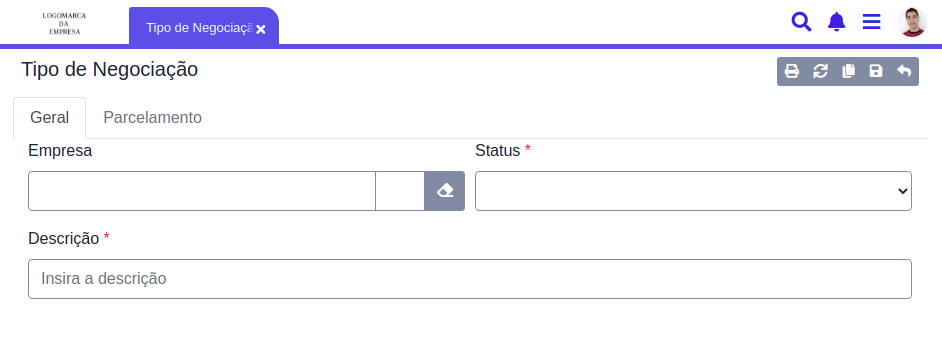 LOGOMARCA
DA
EMPRESA
Tipo de Negociaçã
Tipo de Negociação
Geral Parcelamento
Empresa Status *
Descrição *
Insira a descrição